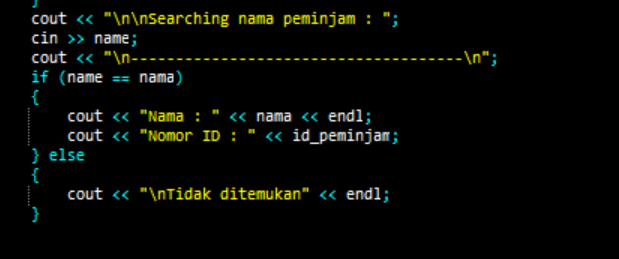 }
cout << "\n\nSearching nama peminjam : ";
cin >> name;
cout << "\n-------------------------------------\n";
if (name == nama)
{
cout << "Nama : " << nama << endl;
cout << "Nomor ID : " << id_peminjam;
} else
{
cout << "\nTidak ditemukan" << endl;
}